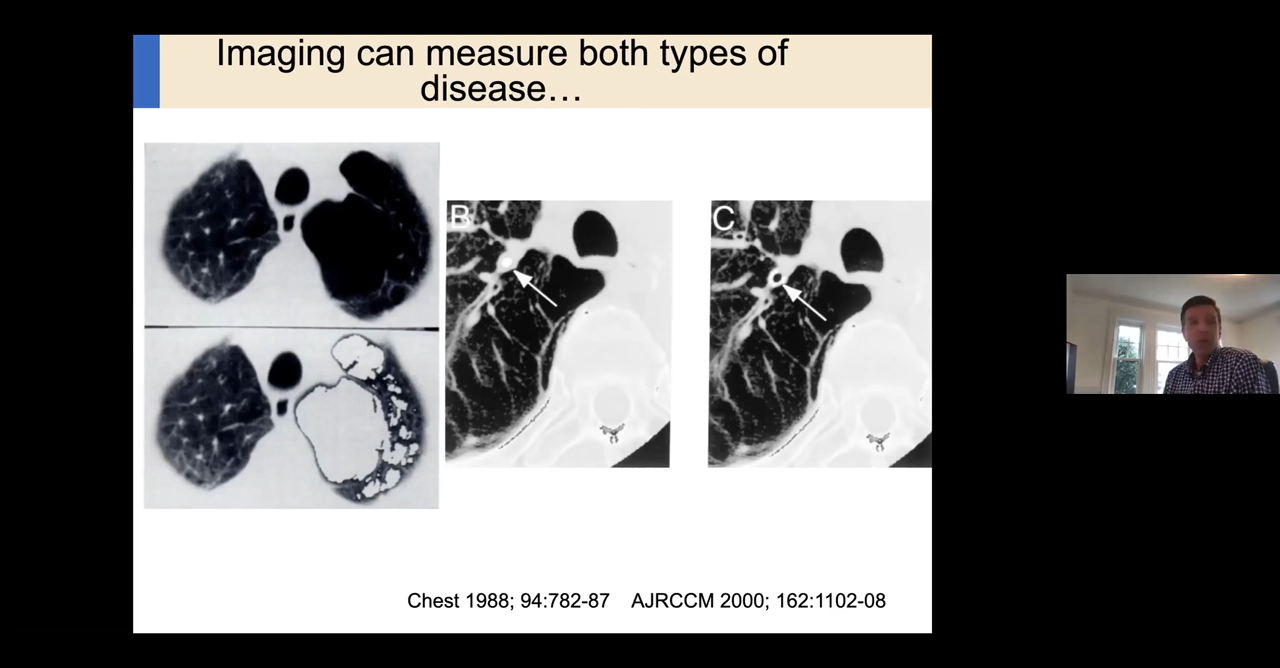 Imaging can measure both types of
disease…
B
C
Chest 1988; 94:782-87 AJRCCM 2000; 162:1102-08